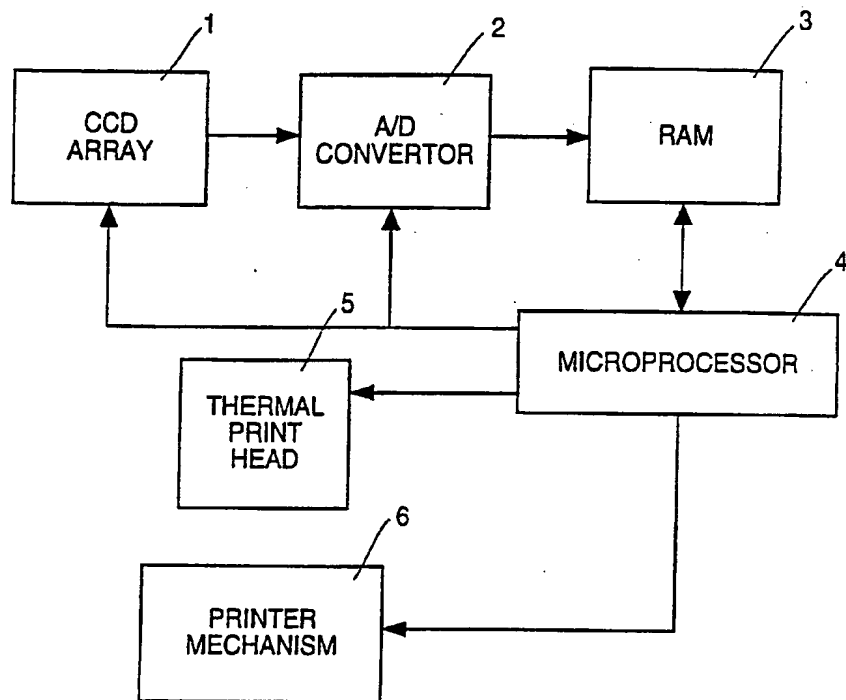 1
2
3
CCD
ARRAY
A/D
CONVERTOR
RAM
4
5
MICROPROCESSOR
THERMAL
PRINT
HEAD
6
PRINTER
MECHANISM